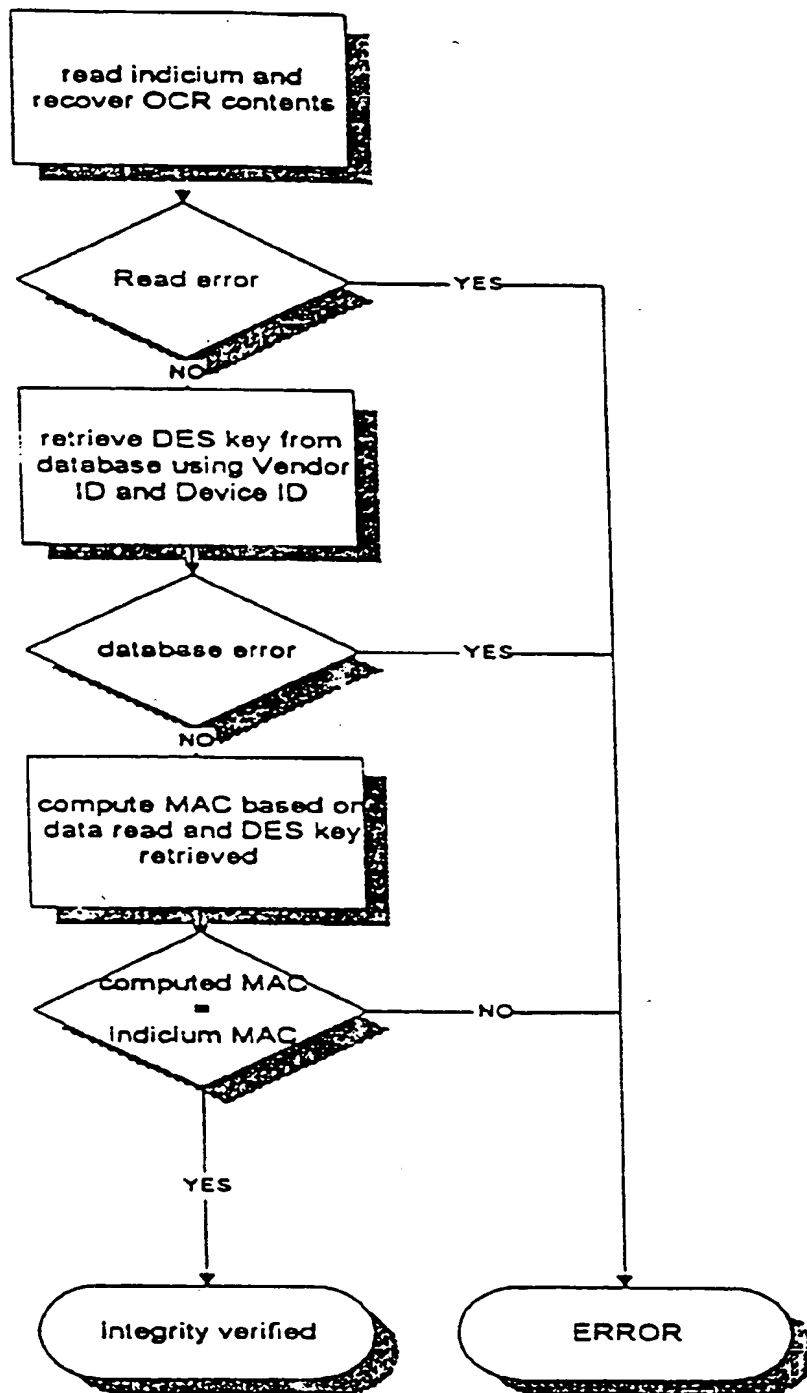 read indicium and
recover OCR contents
Read error
YES
NO
retrieve DES key from
database using Vendor
ID and Device ID
database error
YES
NO
compute MAC based on
data read and DES key
retrieved
computed MAC
=
indicium MAC
NO
YES
integrity verified
ERROR